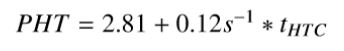 PHT = 2.81 + 0.12s⁻¹ * t_HTC